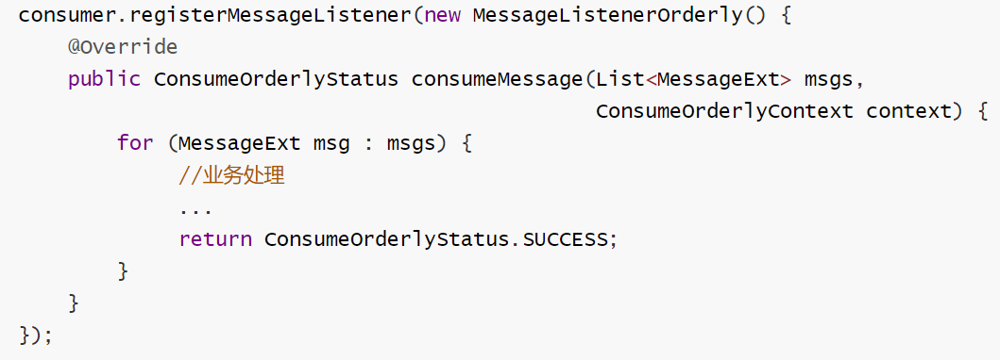 consumer.registerMessageListener(new MessageListenerOrderly() {
    @Override
    public ConsumeOrderlyStatus consumeMessage(List<MessageExt> msgs,
                                               ConsumeOrderlyContext context) {
        for (MessageExt msg : msgs) {
             //业务处理
             ...
             return ConsumeOrderlyStatus.SUCCESS;
        }
    }
});